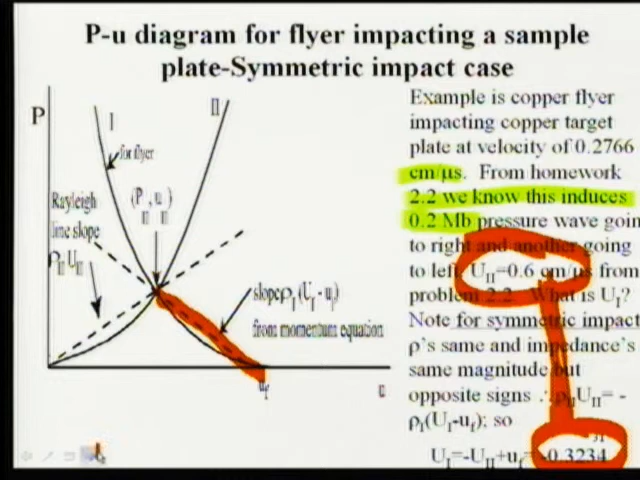 P-u diagram for flyer impacting a sample
plate-Symmetric impact case
P
I
II
for flyer
(P , u )
II II
Rayleigh
line slope
ρII UII
slope ρI (UI - uf)
from momentum equation
uf
u
Example is copper flyer
impacting copper target
plate at velocity of 0.2766
cm/μs. From homework
2.2 we know this induces
0.2 Mb pressure wave goin
to right and another going
to left. UII=0.6 cm/μs from
problem 2.2. What is UI?
Note for symmetric impact
ρ's same and impedance's
same magnitude but
opposite signs ∴ρIIUII= -
ρI(UI-uf); so
UI=-UII+uf=-0.3234